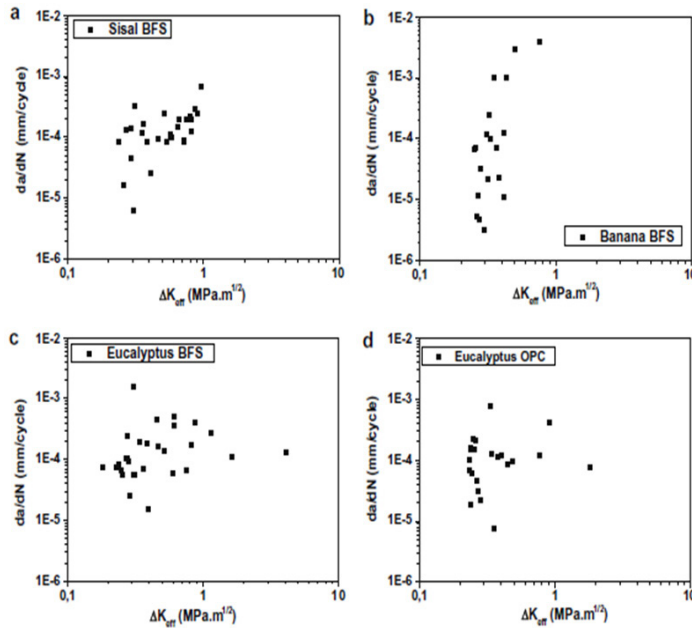 a
Sisal BFS
1E-2
1E-3
1E-4
1E-5
1E-6
da/dN (mm/cycle)
0,1 1 10
ΔKeff (MPa.m1/2)
b
Banana BFS
1E-2
1E-3
1E-4
1E-5
1E-6
da/dN (mm/cycle)
0,1 1 10
ΔKeff (MPa.m1/2)
c
Eucalyptus BFS
1E-2
1E-3
1E-4
1E-5
1E-6
da/dN (mm/cycle)
0,1 1 10
ΔKeff (MPa.m1/2)
d
Eucalyptus OPC
1E-2
1E-3
1E-4
1E-5
1E-6
da/dN (mm/cycle)
0,1 1 10
ΔKeff (MPa.m1/2)